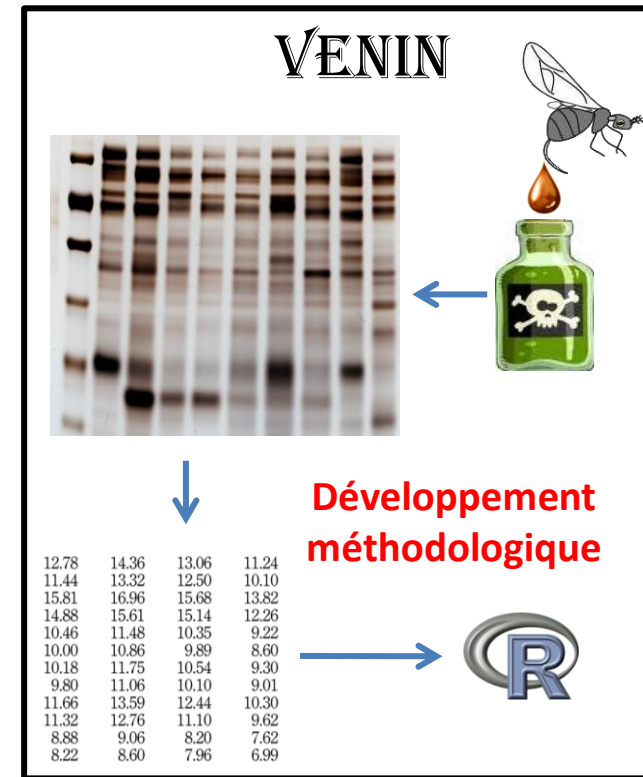 VENIN
Développement
méthodologique
12.78 14.36 13.06 11.24
11.44 13.32 12.50 10.10
15.81 16.96 15.68 13.82
14.88 15.61 15.14 12.26
10.46 11.48 10.35 9.22
10.00 10.86 9.89 8.60
10.18 11.75 10.54 9.30
9.80 11.06 10.10 9.01
11.66 13.59 12.44 10.30
11.32 12.76 11.10 9.62
8.88 9.06 8.20 7.62
8.22 8.60 7.96 6.99
R